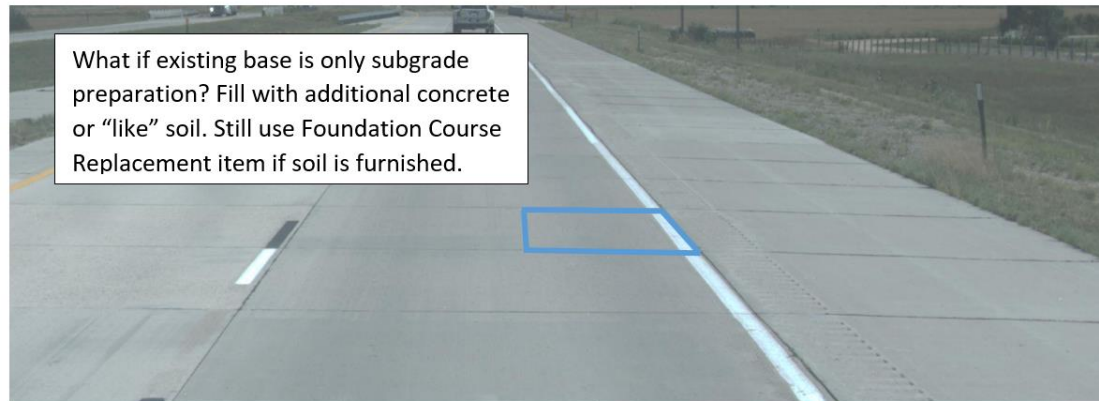 What if existing base is only subgrade
preparation? Fill with additional concrete
or “like” soil. Still use Foundation Course
Replacement item if soil is furnished.